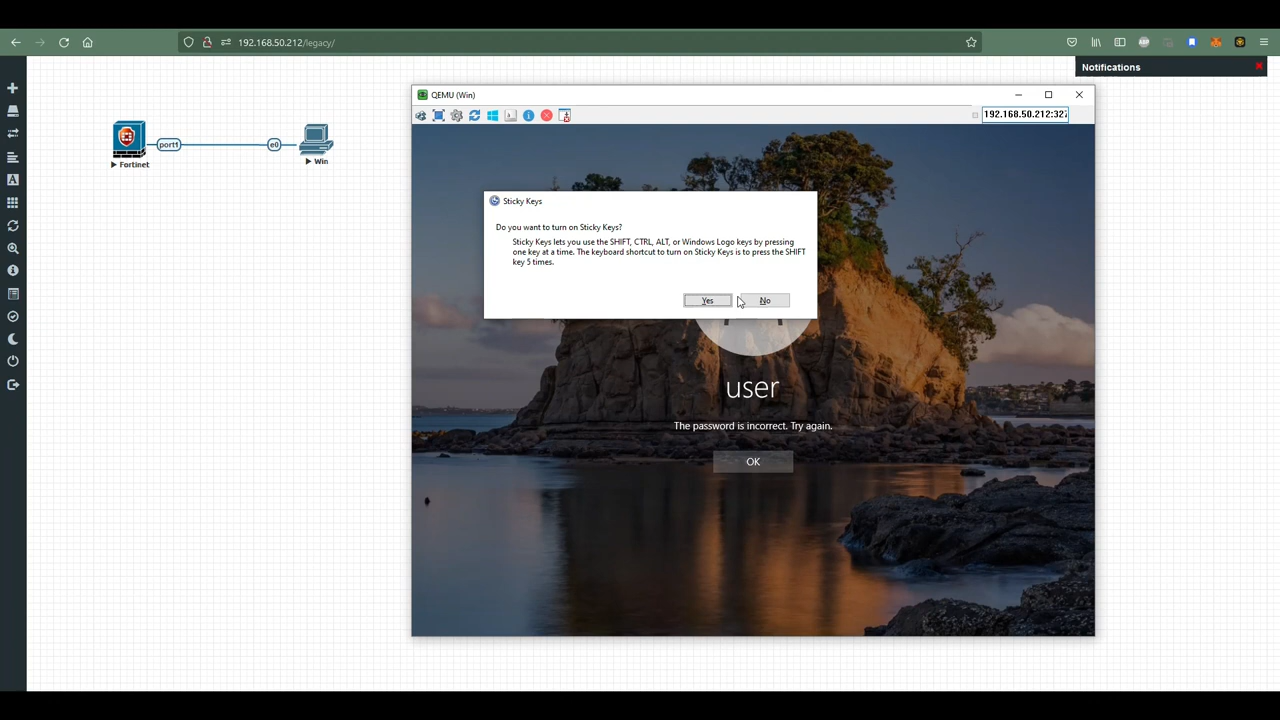 192.168.50.212/legacy/
Notifications
QEMU (Win)
192.168.50.212:327
port1
e0
Fortinet
Win
Sticky Keys
Do you want to turn on Sticky Keys?
Sticky Keys lets you use the SHIFT, CTRL, ALT, or Windows Logo keys by pressing
one key at a time. The keyboard shortcut to turn on Sticky Keys is to press the SHIFT
key 5 times.
Yes
No
user
The password is incorrect. Try again.
OK